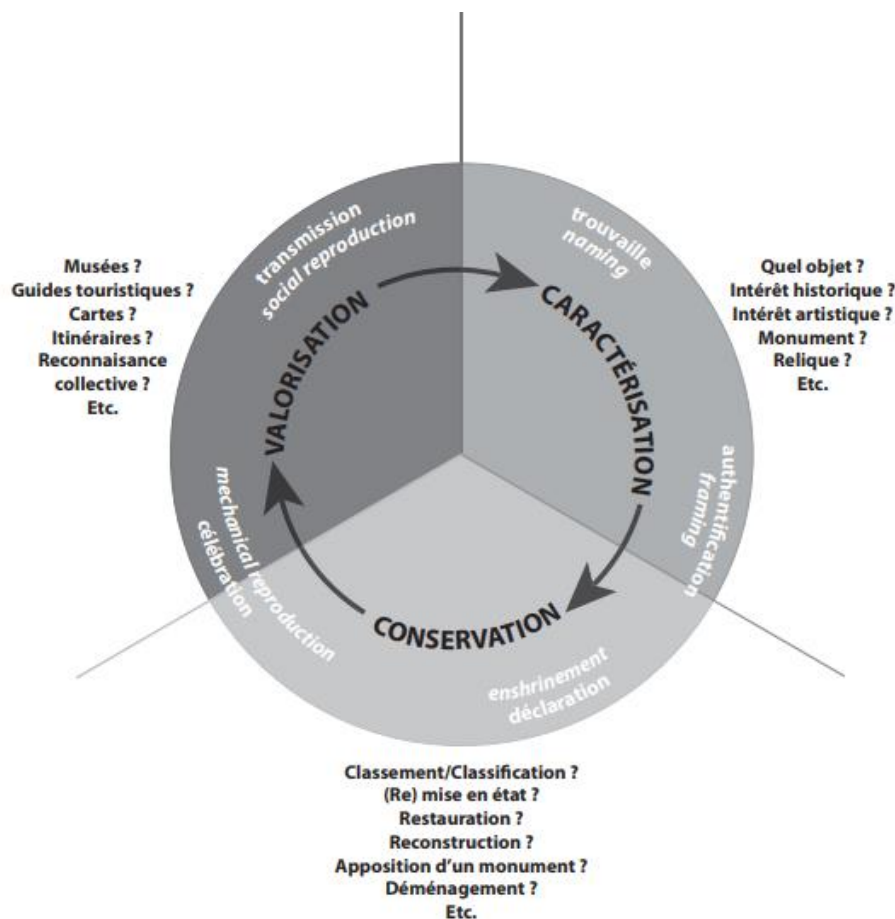 transmission
social reproduction
trouvaille
naming
Musées ?
Guides touristiques ?
Cartes ?
Itinéraires ?
Reconnaisance
collective ?
Etc.
VALORISATION
CARACTÉRISATION
Quel objet ?
Intérêt historique ?
Intérêt artistique ?
Monument ?
Relique ?
Etc.
authentification
framing
mechanical reproduction
célébration
CONSERVATION
enshrinement
déclaration
Classement/Classification ?
(Re) mise en état ?
Restauration ?
Reconstruction ?
Apposition d’un monument ?
Déménagement ?
Etc.